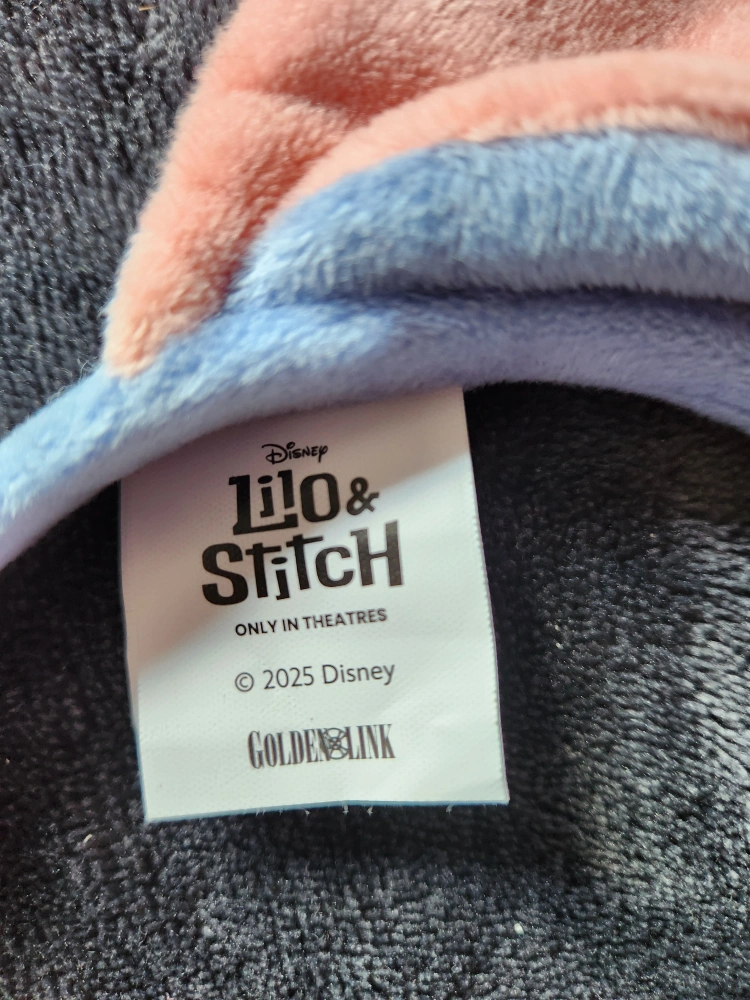 Disney
Lilo &
Stitch
ONLY IN THEATRES
© 2025 Disney
GOLDEN LINK